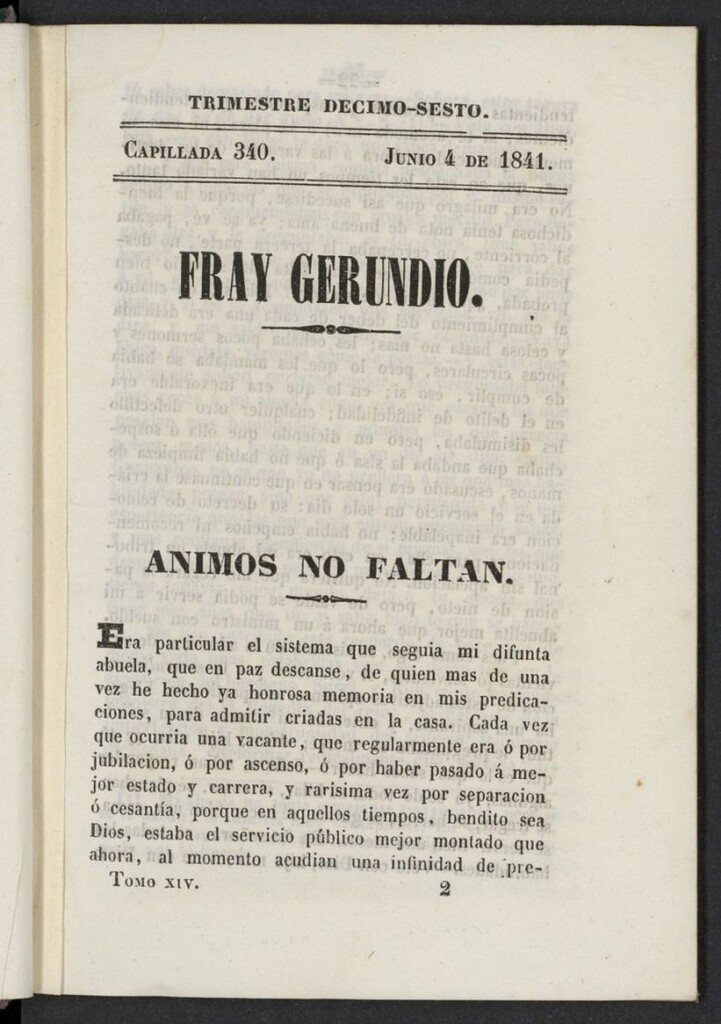 TRIMESTRE DECIMO-SESTO.
CAPILLADA 340. JUNIO 4 DE 1841.
FRAY GERUNDIO.
ANIMOS NO FALTAN.
Era particular el sistema que seguia mi difunta
abuela, que en paz descanse, de quien mas de una
vez he hecho ya honrosa memoria en mis predica-
ciones, para admitir criadas en la casa. Cada vez
que ocurria una vacante, que regularmente era ó por
jubilacion, ó por ascenso, ó por haber pasado á me-
jor estado y carrera, y rarísima vez por separacion
ó cesantía, porque en aquellos tiempos, bendito sea
Dios, estaba el servicio público mejor montado que
ahora, al momento acudian una infinidad de pre-
TOMO XIV. 2